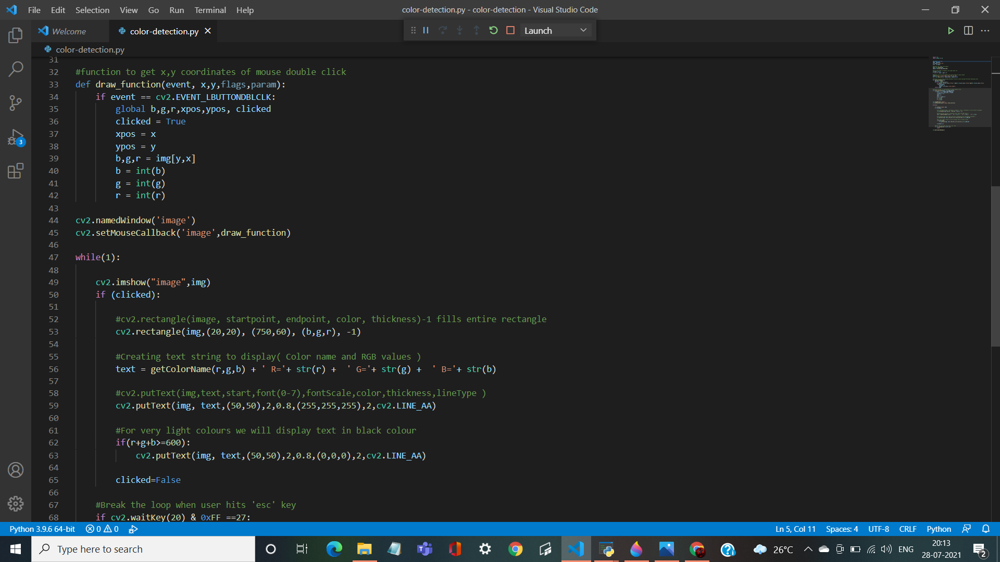 File Edit Selection View Go Run Terminal Help
color-detection.py - color-detection - Visual Studio Code
Welcome
color-detection.py
Launch
color-detection.py
31
32 #function to get x,y coordinates of mouse double click
33 def draw_function(event, x,y,flags,param):
34 if event == cv2.EVENT_LBUTTONDBLCLK:
35 global b,g,r,xpos,ypos, clicked
36 clicked = True
37 xpos = x
38 ypos = y
39 b,g,r = img[y,x]
40 b = int(b)
41 g = int(g)
42 r = int(r)
43
44 cv2.namedWindow('image')
45 cv2.setMouseCallback('image',draw_function)
46
47 while(1):
48
49 cv2.imshow("image",img)
50 if (clicked):
51
52 #cv2.rectangle(image, startpoint, endpoint, color, thickness)-1 fills entire rectangle
53 cv2.rectangle(img,(20,20), (750,60), (b,g,r), -1)
54
55 #Creating text string to display( Color name and RGB values )
56 text = getColorName(r,g,b) + ' R='+ str(r) +  ' G='+ str(g) +  ' B='+ str(b)
57
58 #cv2.putText(img,text,start,font(0-7),fontScale,color,thickness,lineType )
59 cv2.putText(img, text,(50,50),2,0.8,(255,255,255),2,cv2.LINE_AA)
60
61 #For very light colours we will display text in black colour
62 if(r+g+b>=600):
63 cv2.putText(img, text,(50,50),2,0.8,(0,0,0),2,cv2.LINE_AA)
64
65 clicked=False
66
67 #Break the loop when user hits 'esc' key
68 if cv2.waitKey(20) & 0xFF ==27:
3
Python 3.9.6 64-bit 0 0
Ln 5, Col 11 Spaces: 4 UTF-8 CRLF Python
Type here to search
26°C
ENG
20:13
28-07-2021
2